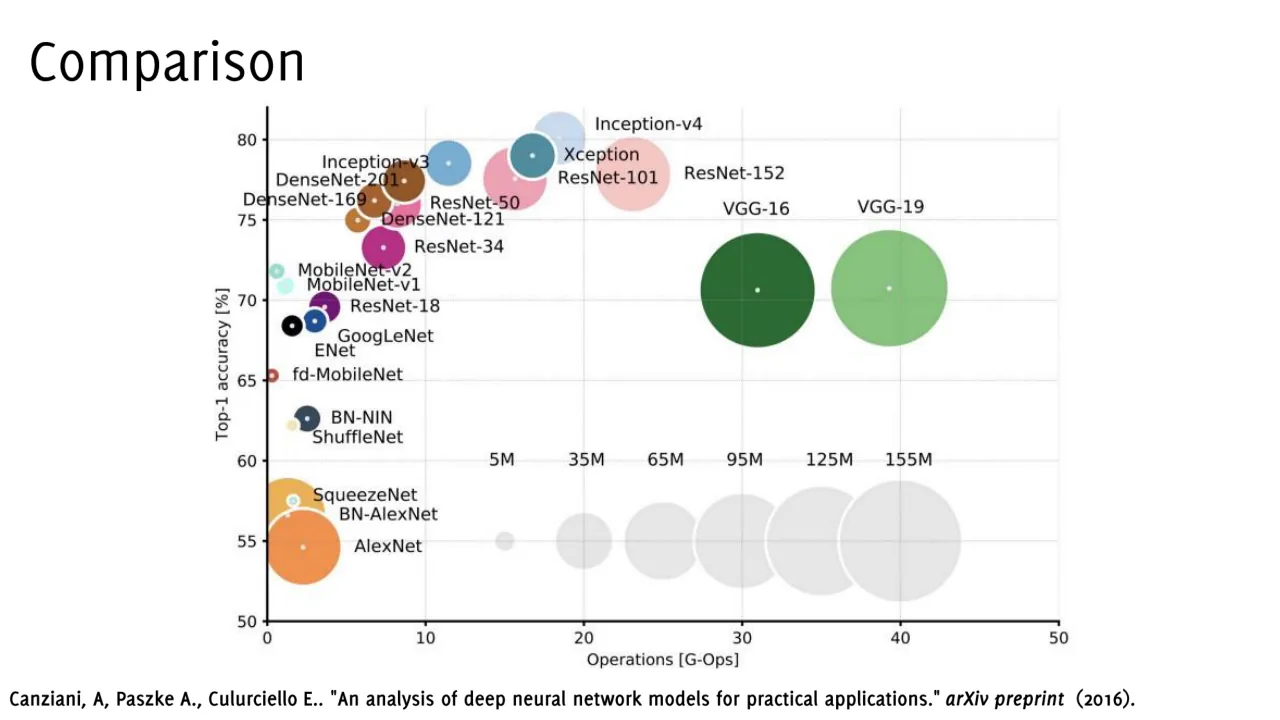 Comparison
80
75
70
65
60
55
50
Top-1 accuracy [%]
Inception-v4
Xception
Inception-v3
ResNet-101
ResNet-152
DenseNet-201
DenseNet-169
ResNet-50
DenseNet-121
VGG-16
VGG-19
ResNet-34
MobileNet-v2
MobileNet-v1
ResNet-18
GoogLeNet
ENet
fd-MobileNet
BN-NIN
ShuffleNet
5M 35M 65M 95M 125M 155M
SqueezeNet
BN-AlexNet
AlexNet
0 10 20 30 40 50
Operations [G-Ops]
Canziani, A, Paszke A., Culurciello E.. "An analysis of deep neural network models for practical applications." arXiv preprint (2016).